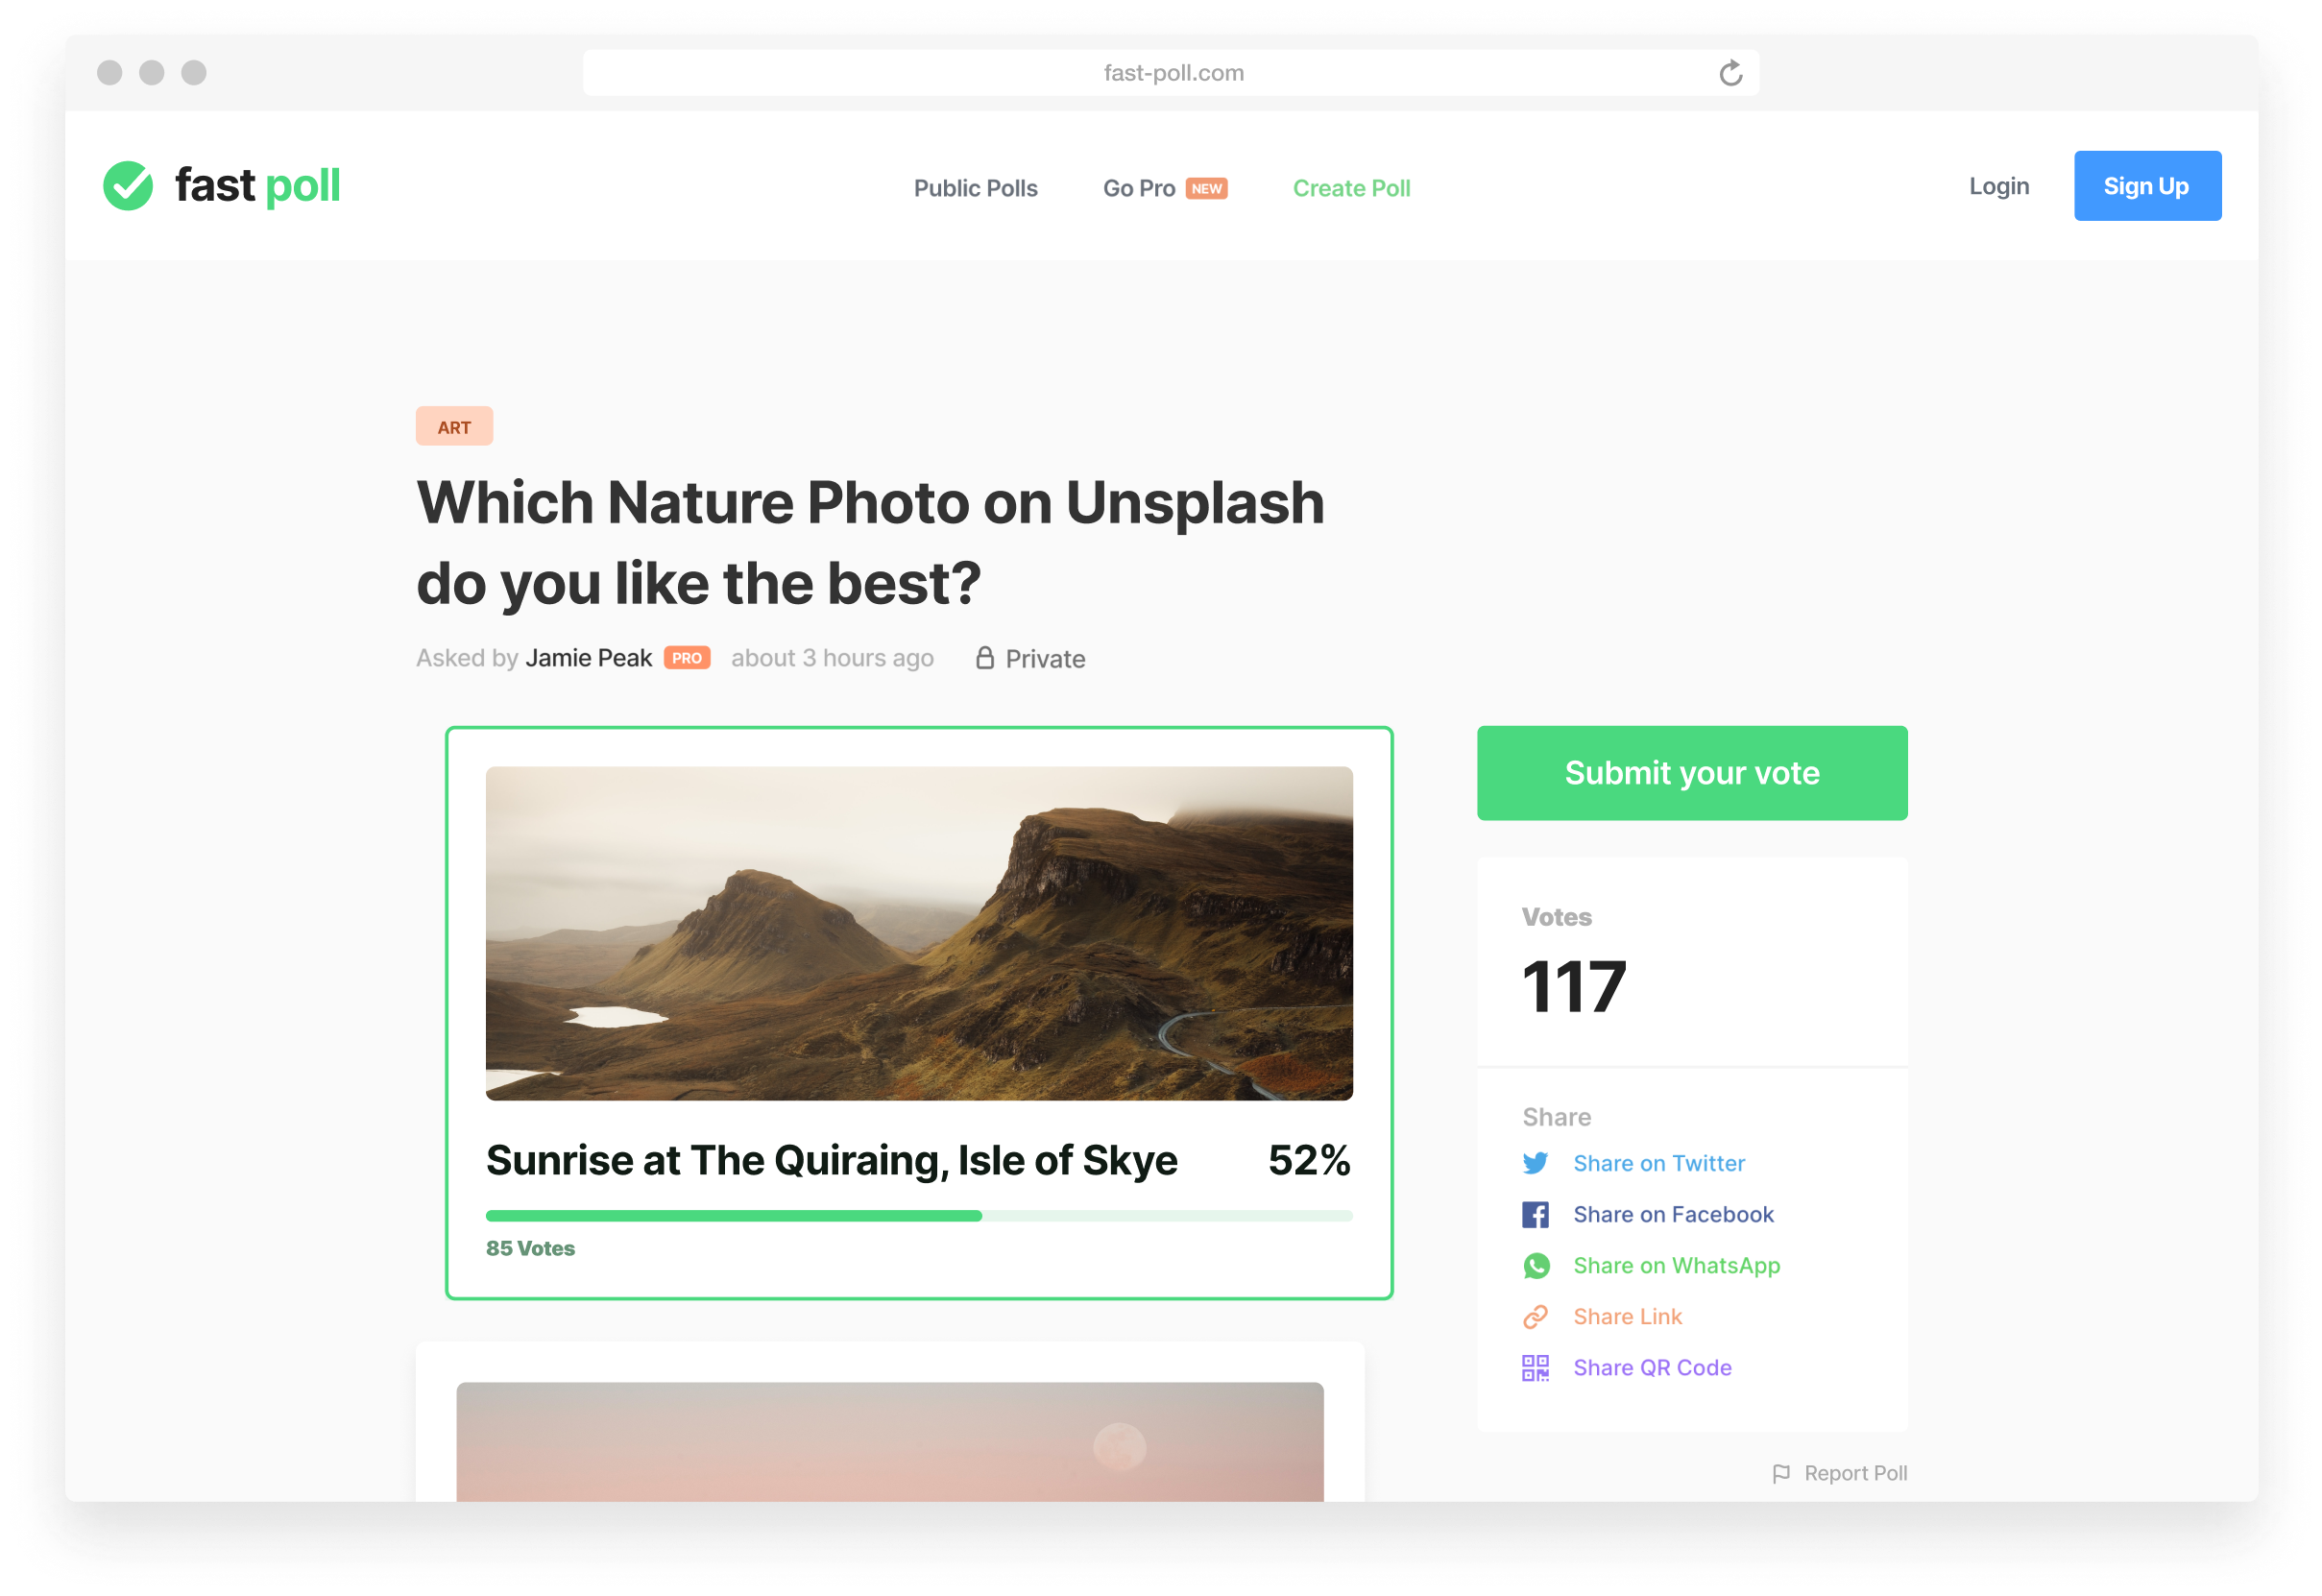 fast-poll.com
fast poll
Public Polls
Go Pro NEW
Create Poll
Login
Sign Up
ART
Which Nature Photo on Unsplash
do you like the best?
Asked by Jamie Peak PRO about 3 hours ago Private
Sunrise at The Quiraing, Isle of Skye 52%
85 Votes
Submit your vote
Votes
117
Share
Share on Twitter
Share on Facebook
Share on WhatsApp
Share Link
Share QR Code
Report Poll